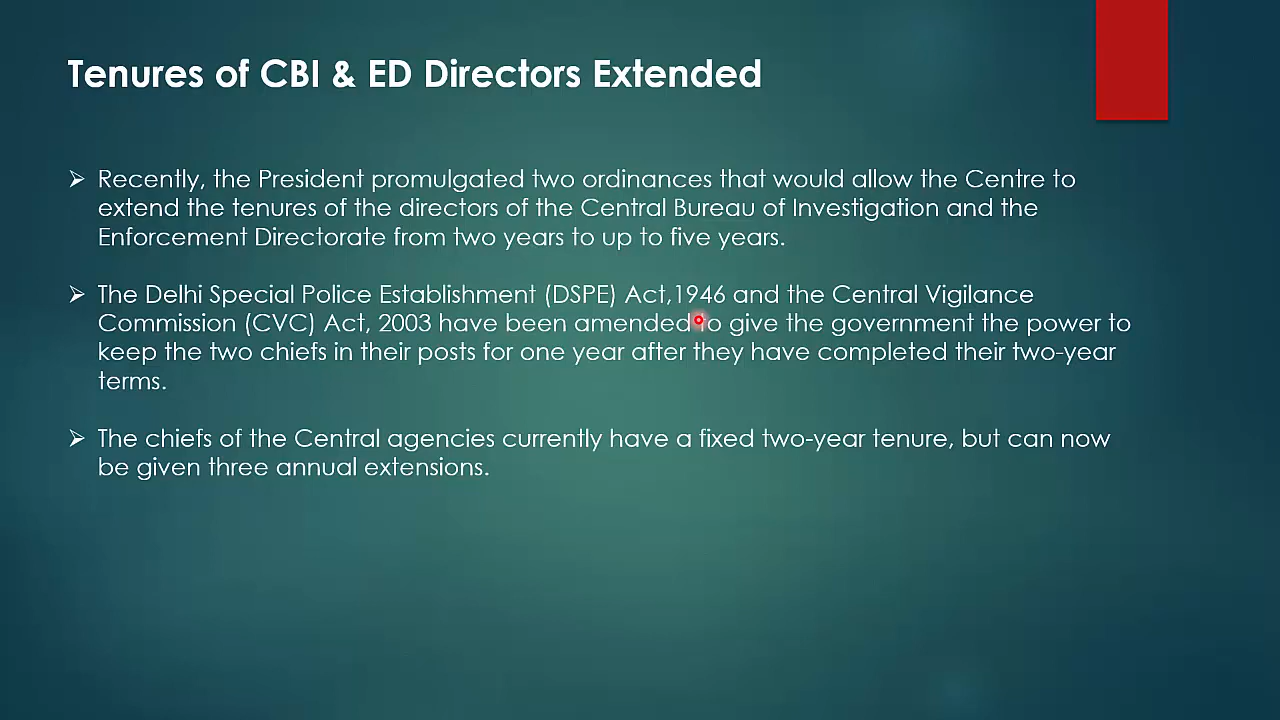 Tenures of CBI & ED Directors Extended
Recently, the President promulgated two ordinances that would allow the Centre to
extend the tenures of the directors of the Central Bureau of Investigation and the
Enforcement Directorate from two years to up to five years.
The Delhi Special Police Establishment (DSPE) Act,1946 and the Central Vigilance
Commission (CVC) Act, 2003 have been amended to give the government the power to
keep the two chiefs in their posts for one year after they have completed their two-year
terms.
The chiefs of the Central agencies currently have a fixed two-year tenure, but can now
be given three annual extensions.